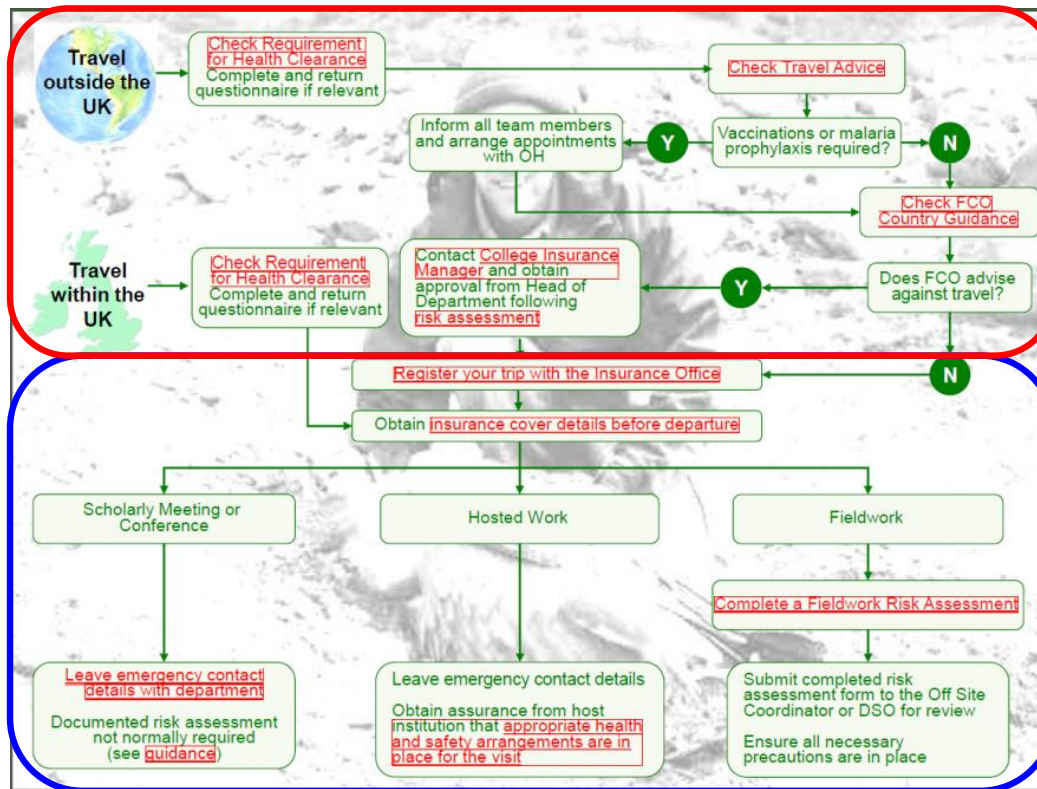 Travel
outside the
UK
Check Requirement
for Health Clearance
Complete and return
questionnaire if relevant
Check Travel Advice
Inform all team members
and arrange appointments
with OH
Y
Vaccinations or malaria
prophylaxis required?
N
Check FCO
Country Guidance
Travel
within the
UK
Check Requirement
for Health Clearance
Complete and return
questionnaire if relevant
Contact College Insurance
Manager and obtain
approval from Head of
Department following
risk assessment
Y
Does FCO advise
against travel?
N
Register your trip with the Insurance Office
Obtain insurance cover details before departure
Scholarly Meeting or
Conference
Hosted Work
Fieldwork
Complete a Fieldwork Risk Assessment
Leave emergency contact
details with department
Documented risk assessment
not normally required
(see guidance)
Leave emergency contact details
Obtain assurance from host
institution that appropriate health
and safety arrangements are in
place for the visit
Submit completed risk
assessment form to the Off Site
Coordinator or DSO for review
Ensure all necessary
precautions are in place